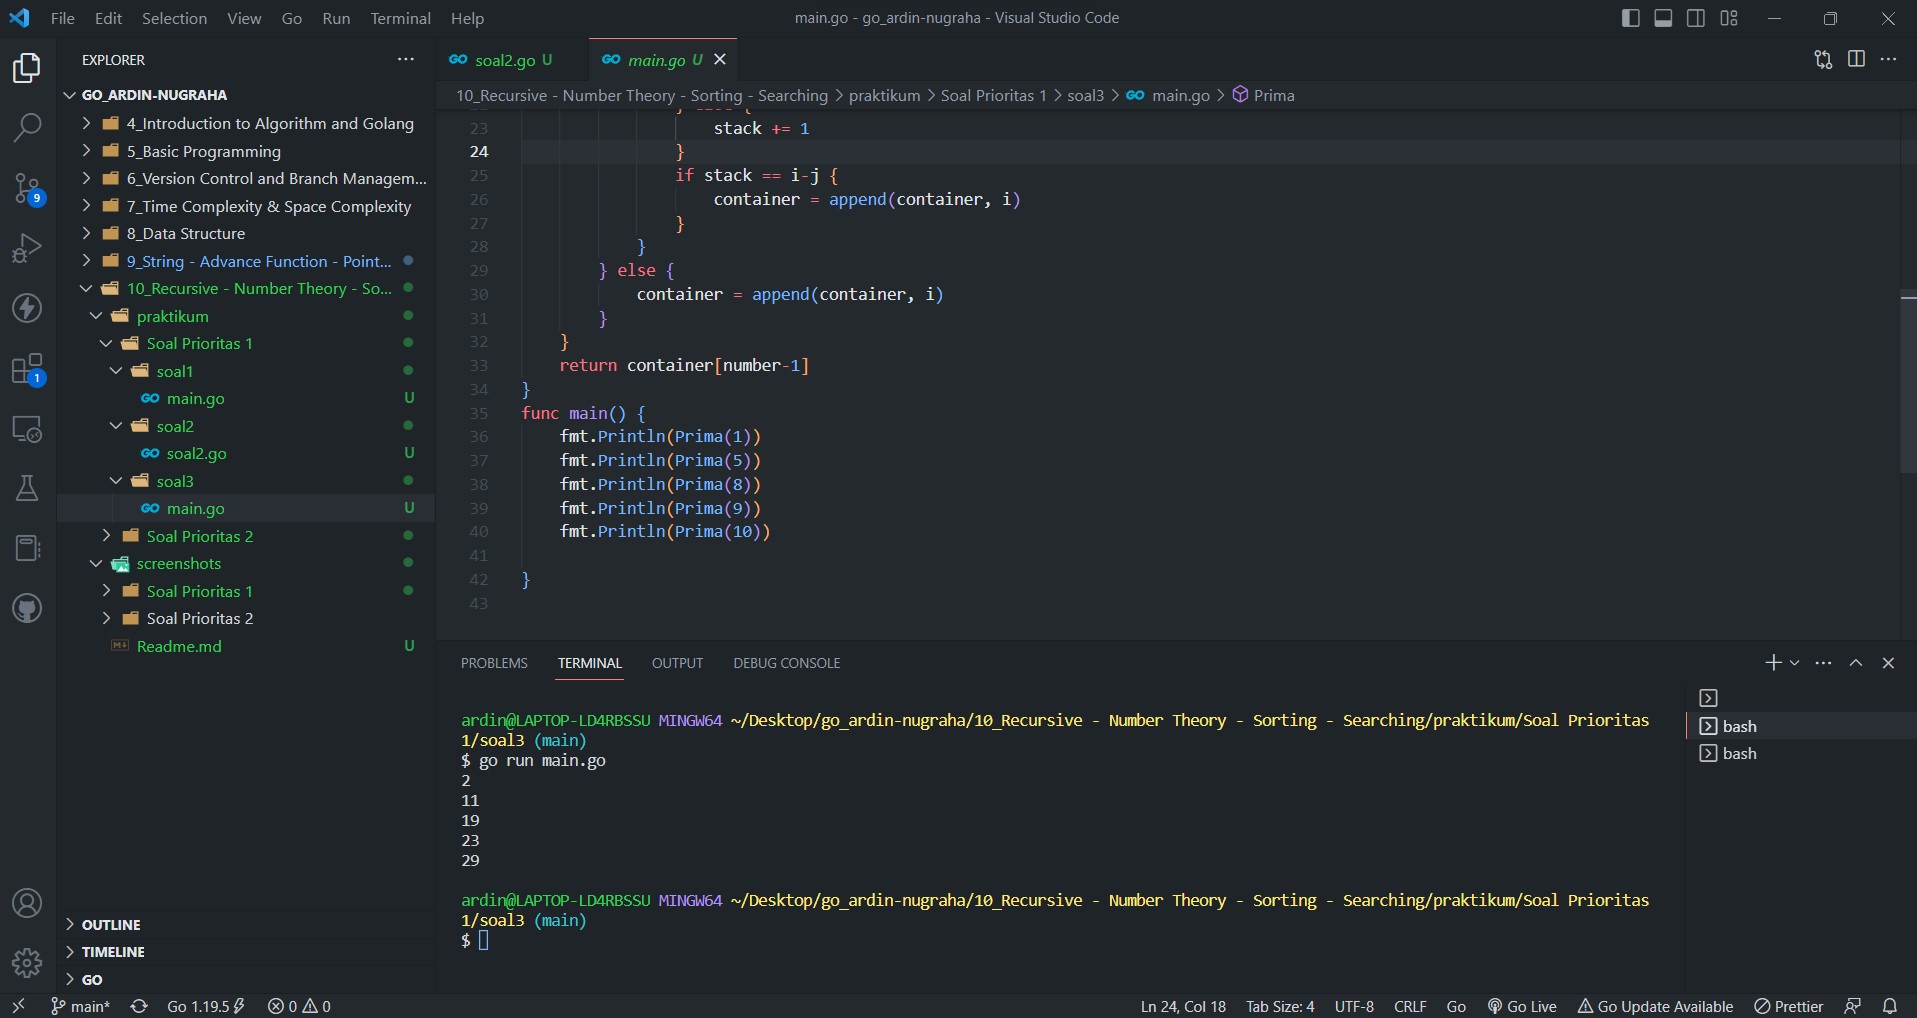 File Edit Selection View Go Run Terminal Help
main.go - go_ardin-nugraha - Visual Studio Code
EXPLORER
GO_ARDIN-NUGRAHA
4_Introduction to Algorithm and Golang
5_Basic Programming
6_Version Control and Branch Managem...
7_Time Complexity & Space Complexity
8_Data Structure
9_String - Advance Function - Point...
10_Recursive - Number Theory - So...
praktikum
Soal Prioritas 1
soal1
GO main.go U
soal2
GO soal2.go U
soal3
GO main.go U
Soal Prioritas 2
screenshots
Soal Prioritas 1
Soal Prioritas 2
Readme.md U
OUTLINE
TIMELINE
GO
9
1
GO soal2.go U
GO main.go U
10_Recursive - Number Theory - Sorting - Searching > praktikum > Soal Prioritas 1 > soal3 > GO main.go > Prima
23 stack += 1
24 }
25 if stack == i-j {
26 container = append(container, i)
27 }
28 }
29 } else {
30 container = append(container, i)
31 }
32 }
33 return container[number-1]
34 }
35 func main() {
36 fmt.Println(Prima(1))
37 fmt.Println(Prima(5))
38 fmt.Println(Prima(8))
39 fmt.Println(Prima(9))
40 fmt.Println(Prima(10))
41
42 }
43
PROBLEMS TERMINAL OUTPUT DEBUG CONSOLE
ardin@LAPTOP-LD4RBSSU MINGW64 ~/Desktop/go_ardin-nugraha/10_Recursive - Number Theory - Sorting - Searching/praktikum/Soal Prioritas
1/soal3 (main)
$ go run main.go
2
11
19
23
29
ardin@LAPTOP-LD4RBSSU MINGW64 ~/Desktop/go_ardin-nugraha/10_Recursive - Number Theory - Sorting - Searching/praktikum/Soal Prioritas
1/soal3 (main)
$
bash
bash
main* Go 1.19.5 0 0
Ln 24, Col 18 Tab Size: 4 UTF-8 CRLF Go Go Live Go Update Available Prettier